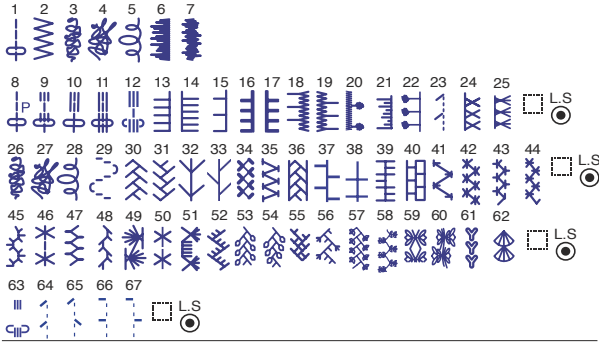 1 2 3 4 5 6 7
8 9 10 11 12 13 14 15 16 17 18 19 20 21 22 23 24 25 L.S
P
26 27 28 29 30 31 32 33 34 35 36 37 38 39 40 41 42 43 44 L.S
45 46 47 48 49 50 51 52 53 54 55 56 57 58 59 60 61 62 L.S
63 64 65 66 67 L.S